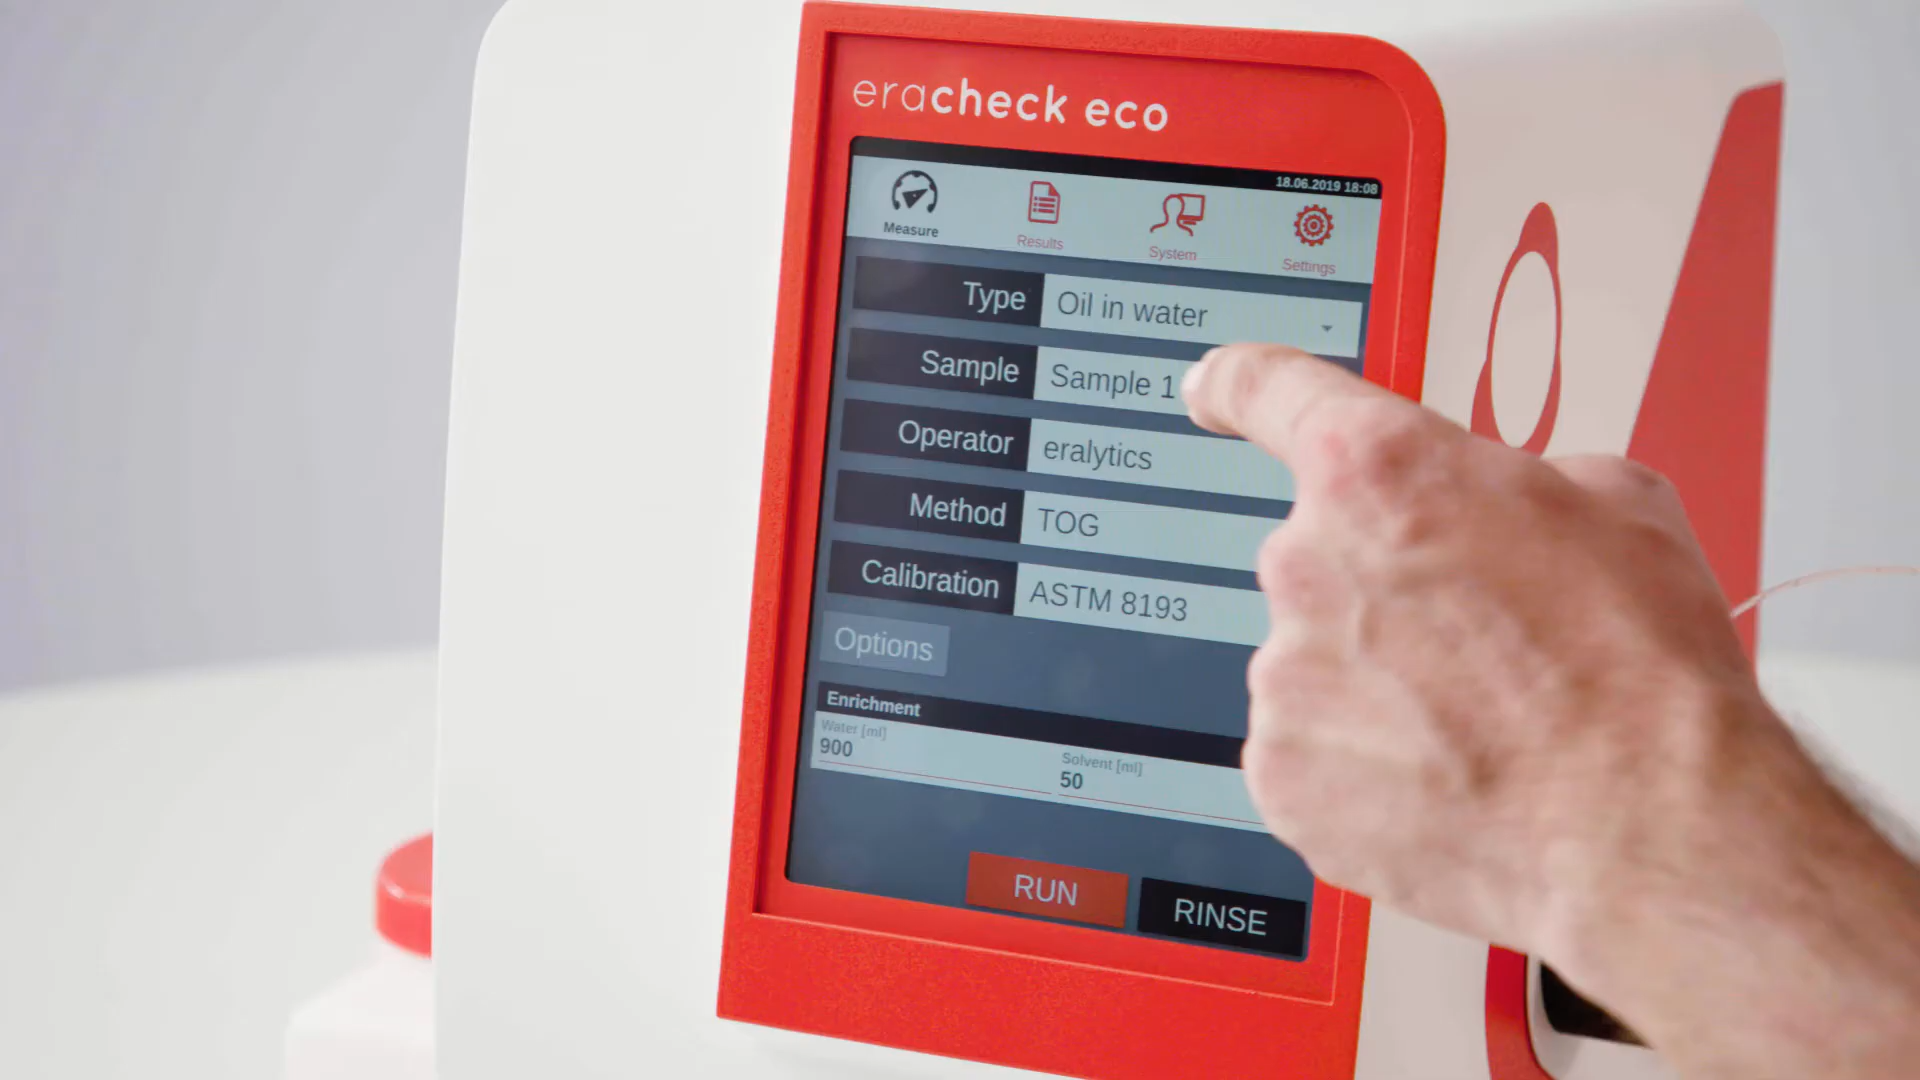 eracheck eco
18.06.2019 18:08
Measure
Results
System
Settings
Type Oil in water
Sample Sample 1
Operator eralytics
Method TOG
Calibration ASTM 8193
Options
Enrichment
Water [ml] Solvent [ml]
900 50
RUN RINSE